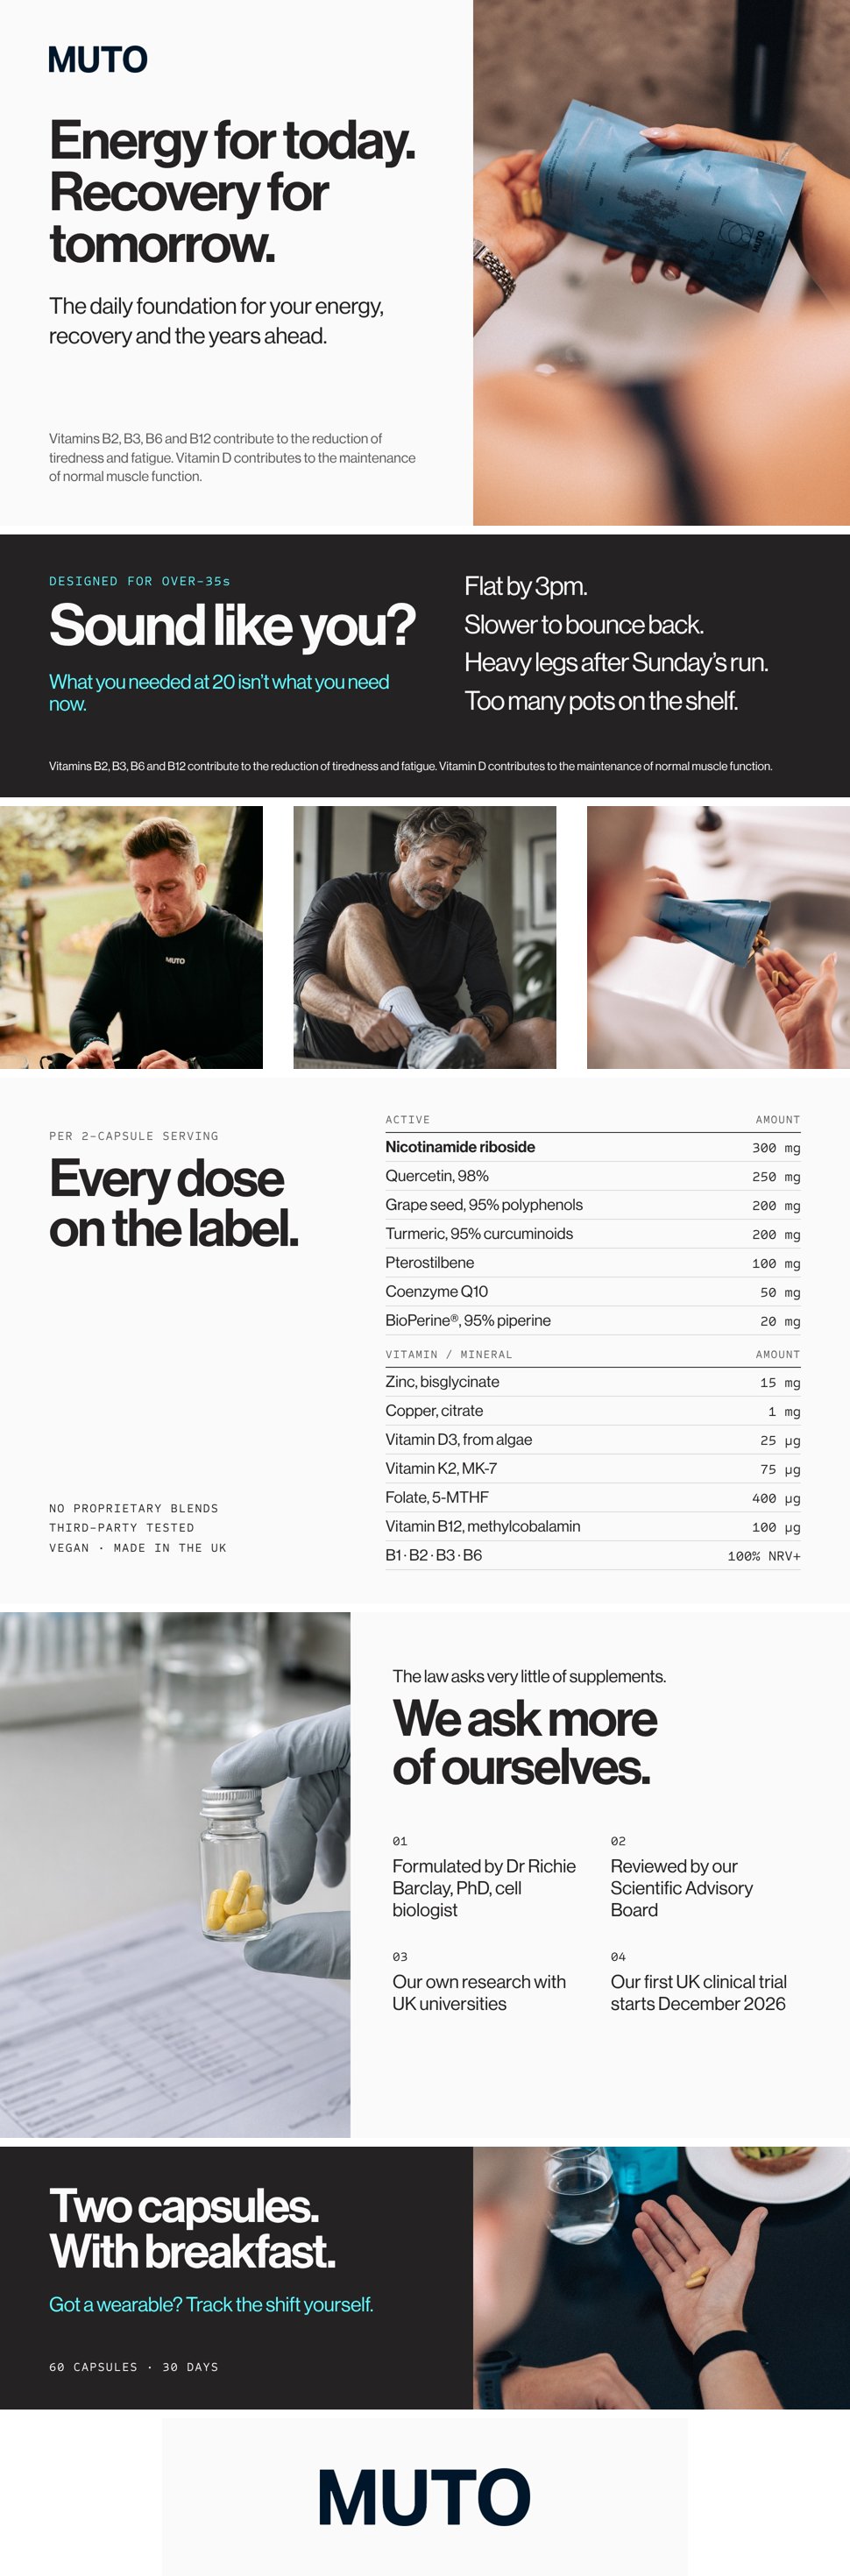 MUTO
Energy for today.
Recovery for
tomorrow.
The daily foundation for your energy,
recovery and the years ahead.
Vitamins B2, B3, B6 and B12 contribute to the reduction of
tiredness and fatigue. Vitamin D contributes to the maintenance
of normal muscle function.
MUTO
DESIGNED FOR OVER-35s
Sound like you?
What you needed at 20 isn't what you need
now.
Flat by 3pm.
Slower to bounce back.
Heavy legs after Sunday's run.
Too many pots on the shelf.
Vitamins B2, B3, B6 and B12 contribute to the reduction of tiredness and fatigue. Vitamin D contributes to the maintenance of normal muscle function.
MUTO
PER 2-CAPSULE SERVING
Every dose
on the label.
NO PROPRIETARY BLENDS
THIRD-PARTY TESTED
VEGAN · MADE IN THE UK
ACTIVE AMOUNT
Nicotinamide riboside 300 mg
Quercetin, 98% 250 mg
Grape seed, 95% polyphenols 200 mg
Turmeric, 95% curcuminoids 200 mg
Pterostilbene 100 mg
Coenzyme Q10 50 mg
BioPerine®, 95% piperine 20 mg
VITAMIN / MINERAL AMOUNT
Zinc, bisglycinate 15 mg
Copper, citrate 1 mg
Vitamin D3, from algae 25 µg
Vitamin K2, MK-7 75 µg
Folate, 5-MTHF 400 µg
Vitamin B12, methylcobalamin 100 µg
B1 · B2 · B3 · B6 100% NRV+
The law asks very little of supplements.
We ask more
of ourselves.
01
Formulated by Dr Richie
Barclay, PhD, cell
biologist
02
Reviewed by our
Scientific Advisory
Board
03
Our own research with
UK universities
04
Our first UK clinical trial
starts December 2026
Two capsules.
With breakfast.
Got a wearable? Track the shift yourself.
60 CAPSULES · 30 DAYS
MUTO